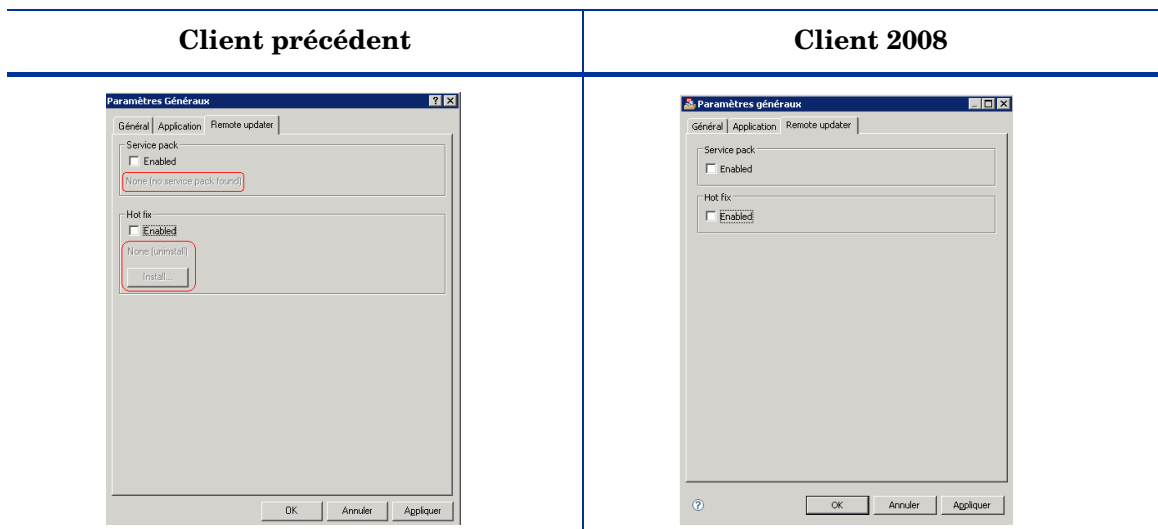 Client précédent
Client 2008
Paramètres Généraux
Général Application Remote updater
Service pack
Enabled
None (no service pack found)
Hot fix
Enabled
None (uninstall)
Install...
OK Annuler Appliquer
Paramètres généraux
Général Application Remote updater
Service pack
Enabled
Hot fix
Enabled
OK Annuler Appliquer